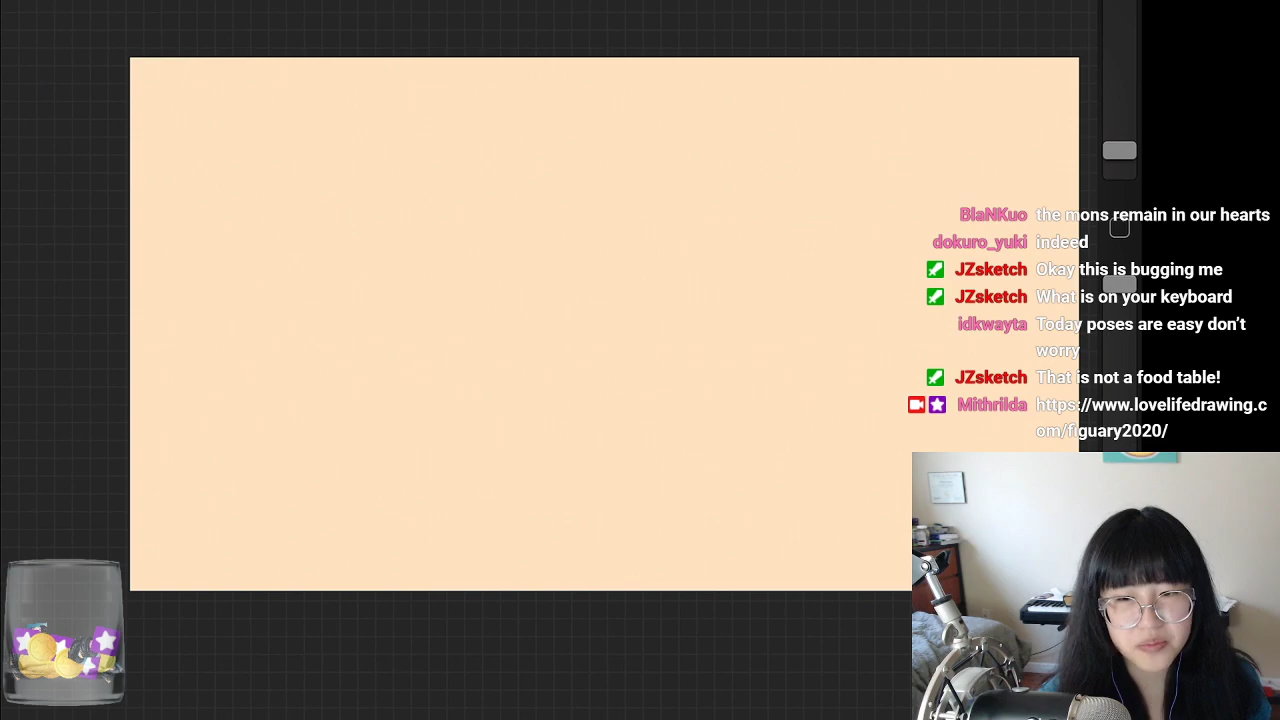 BlaNKuo the mons remain in our hearts
dokuro_yuki indeed
JZsketch Okay this is bugging me
JZsketch What is on your keyboard
idkwayta Today poses are easy don't
worry
JZsketch That is not a food table!
Mithrilda https://www.lovelifedrawing.c
om/figuary2020/